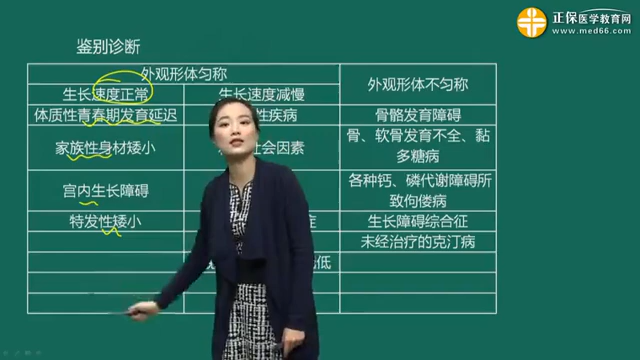 正保医学教育网
www.med66.com
鉴别诊断
外观形体匀称
外观形体不匀称
生长速度正常
生长速度减慢
体质性青春期发育延迟
性疾病
骨骼发育障碍
家族性身材矮小
社会因素
骨、软骨发育不全、黏
多糖病
宫内生长障碍
各种钙、磷代谢障碍所
致佝偻病
特发性矮小
症
生长障碍综合征
未经治疗的克汀病
低